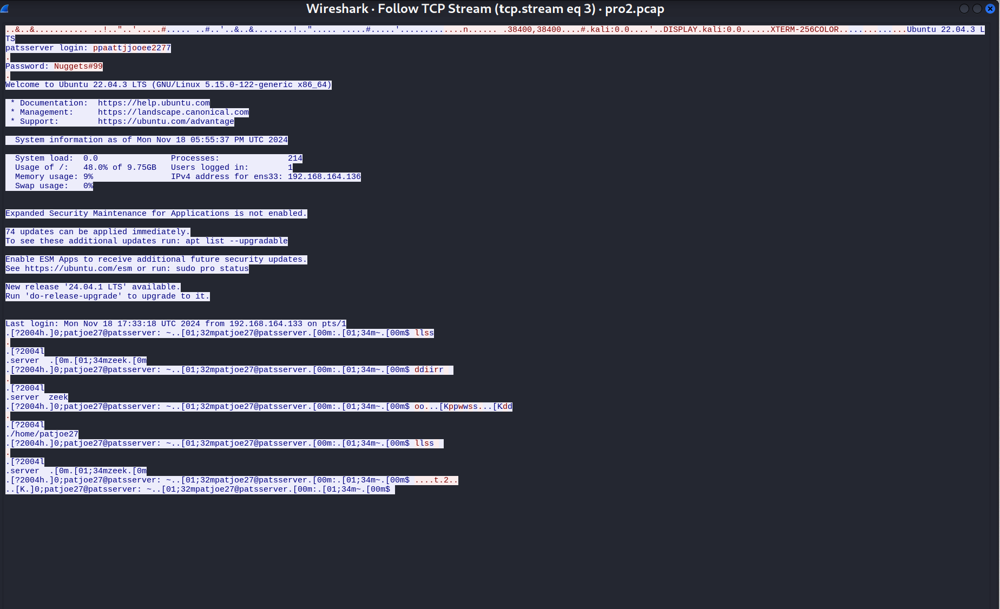 Wireshark · Follow TCP Stream (tcp.stream eq 3) · pro2.pcap
..&..&........... ..!.."..'.....#..... ..#..'..&..&........!.."..... .....#.....'.............n...... .38400,38400....#.kali:0.0....'..DISPLAY.kali:0.0......XTERM-256COLOR..............Ubuntu 22.04.3 L
TS
patsserver login: ppaattjjooee2277
.
Password: Nuggets#99
.
Welcome to Ubuntu 22.04.3 LTS (GNU/Linux 5.15.0-122-generic x86_64)
* Documentation:  https://help.ubuntu.com
* Management:     https://landscape.canonical.com
* Support:        https://ubuntu.com/advantage
System information as of Mon Nov 18 05:55:37 PM UTC 2024
System load:  0.0               Processes:              214
Usage of /:   48.0% of 9.75GB   Users logged in:        1
Memory usage: 9%                IPv4 address for ens33: 192.168.164.136
Swap usage:   0%
Expanded Security Maintenance for Applications is not enabled.
74 updates can be applied immediately.
To see these additional updates run: apt list --upgradable
Enable ESM Apps to receive additional future security updates.
See https://ubuntu.com/esm or run: sudo pro status
New release '24.04.1 LTS' available.
Run 'do-release-upgrade' to upgrade to it.
Last login: Mon Nov 18 17:33:18 UTC 2024 from 192.168.164.133 on pts/1
.[?2004h.]0;patjoe27@patsserver: ~..[01;32mpatjoe27@patsserver.[00m:.[01;34m~.[00m$ llss
.
.[?2004l
.server  .[0m.[01;34mzeek.[0m
.[?2004h.]0;patjoe27@patsserver: ~..[01;32mpatjoe27@patsserver.[00m:.[01;34m~.[00m$ ddiirr
.
.[?2004l
.server  zeek
.[?2004h.]0;patjoe27@patsserver: ~..[01;32mpatjoe27@patsserver.[00m:.[01;34m~.[00m$ oo...[Kppwwss...[Kdd
.
.[?2004l
./home/patjoe27
.[?2004h.]0;patjoe27@patsserver: ~..[01;32mpatjoe27@patsserver.[00m:.[01;34m~.[00m$ llss
.
.[?2004l
.server  .[0m.[01;34mzeek.[0m
.[?2004h.]0;patjoe27@patsserver: ~..[01;32mpatjoe27@patsserver.[00m:.[01;34m~.[00m$ ....t.2..
..[K.]0;patjoe27@patsserver: ~..[01;32mpatjoe27@patsserver.[00m:.[01;34m~.[00m$